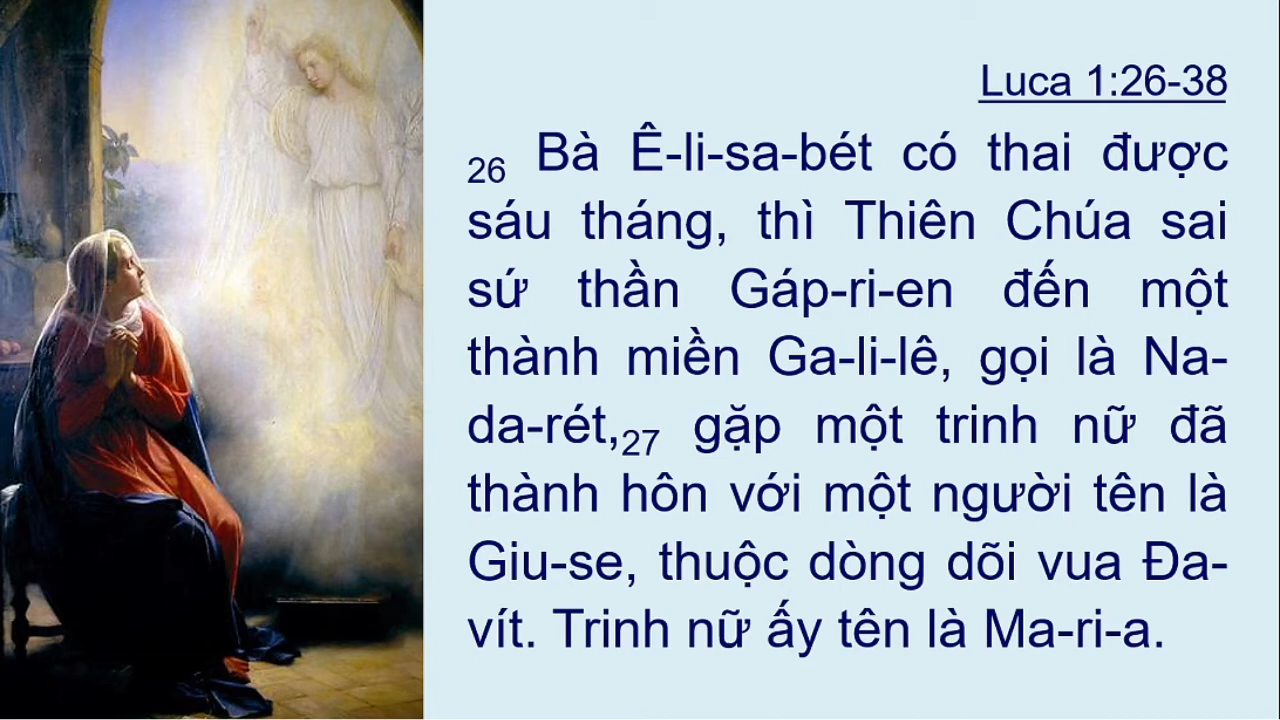 Luca 1:26-38
26 Bà Ê-li-sa-bét có thai được
sáu tháng, thì Thiên Chúa sai
sứ thần Gáp-ri-en đến một
thành miền Ga-li-lê, gọi là Na-
da-rét,27 gặp một trinh nữ đã
thành hôn với một người tên là
Giu-se, thuộc dòng dõi vua Đa-
vít. Trinh nữ ấy tên là Ma-ri-a.